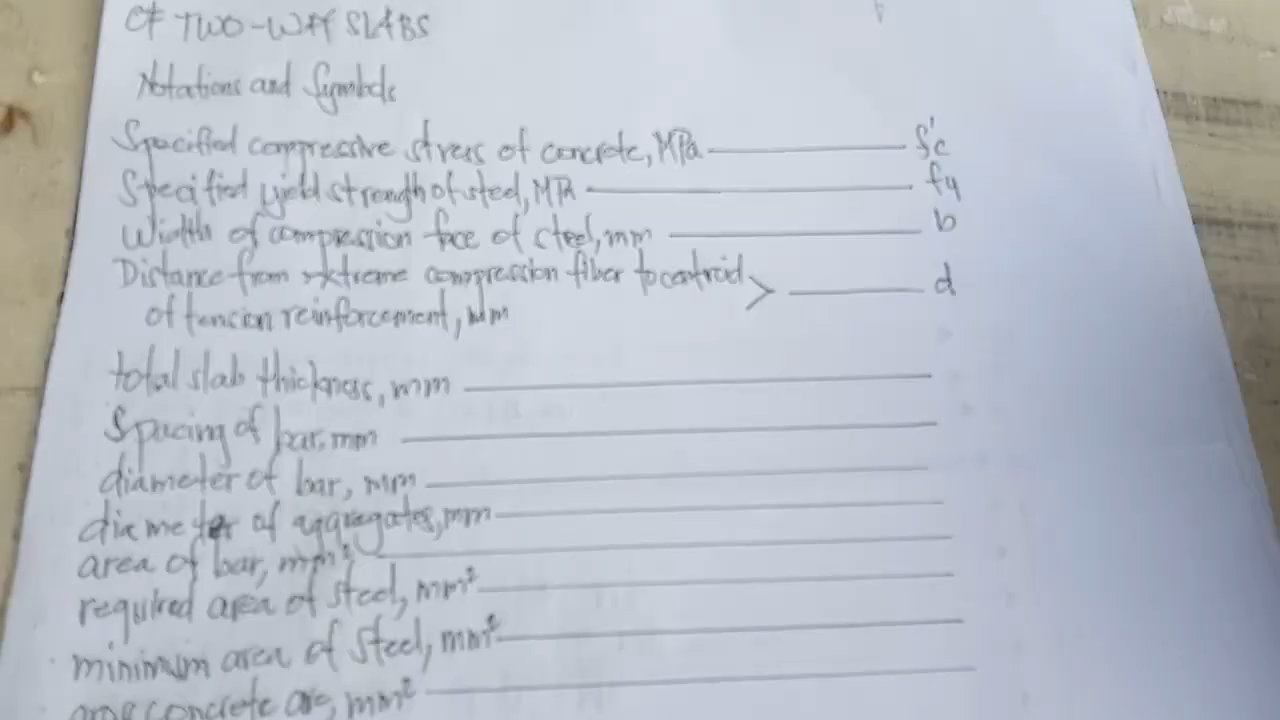 OF TWO-WAY SLABS
Notations and Symbols
Specified compressive stress of concrete, MPa — f'c
Specified yield strength of steel, MPa — fy
Width of compression face of steel, mm — b
Distance from extreme compression fiber to centroid > — d
of tension reinforcement, mm
total slab thickness, mm —
Spacing of bar, mm —
diameter of bar, mm —
diameter of aggregates, mm —
area of bar, mm² —
required area of steel, mm² —
minimum area of steel, mm² —
concrete are, mm² —